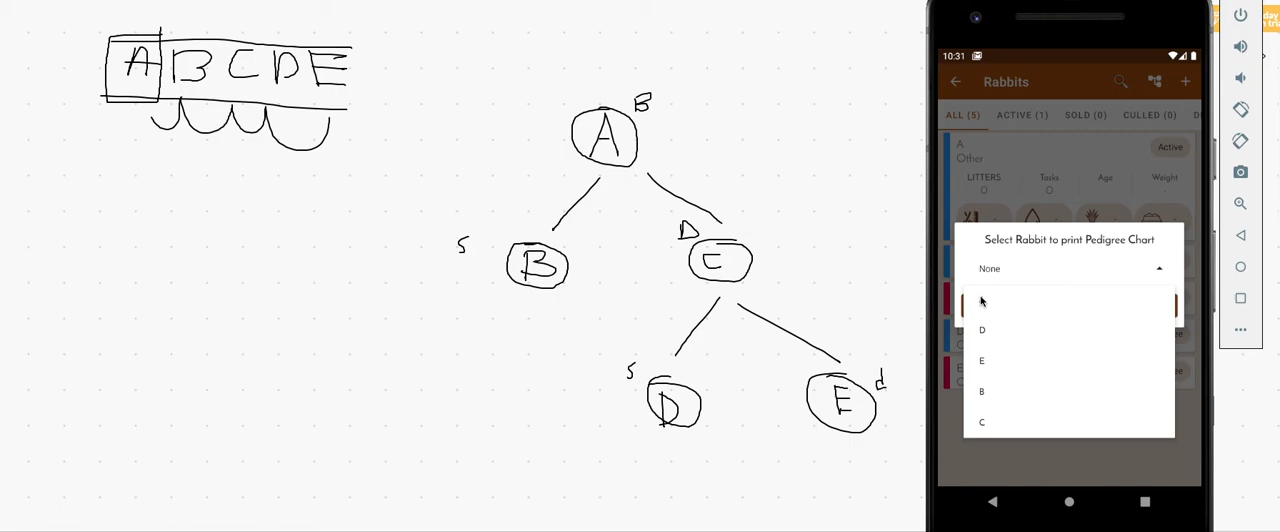 A B C D E
B
A
S
B
D
C
S
D
E
d
day
10:31
Rabbits
ALL (5) ACTIVE (1) SOLD (0) CULLED (0)
A
Other
Active
LITTERS Tasks Age Weight
0 0 - -
Select Rabbit to print Pedigree Chart
None
D
E
B
C